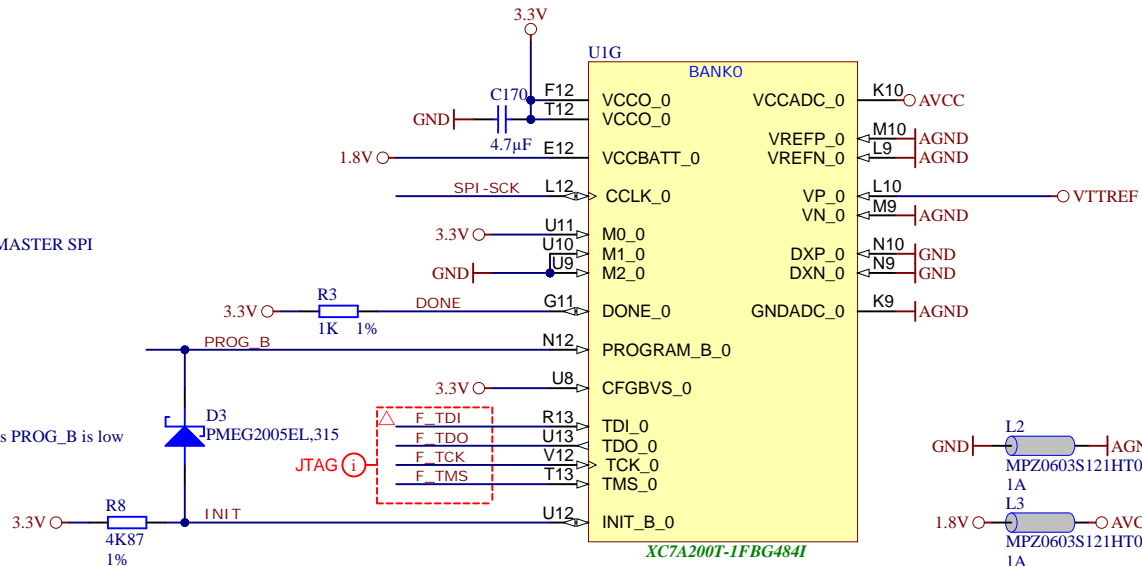 3.3V
U1G
BANK0
C170
F12
VCCO_0
VCCADC_0
K10
AVCC
GND
T12
VCCO_0
4.7µF
VREFP_0
M10
AGND
1.8V
E12
VCCBATT_0
VREFN_0
L9
AGND
SPI-SCK
L12
CCLK_0
VP_0
L10
VTTREF
VN_0
M9
AGND
3.3V
U11
M0_0
MASTER SPI
U10
M1_0
DXP_0
N10
GND
GND
U9
M2_0
DXN_0
N9
GND
R3
3.3V
DONE
G11
DONE_0
GNDADC_0
K9
AGND
1K 1%
PROG_B
N12
PROGRAM_B_0
3.3V
U8
CFGBVS_0
D3
PMEG2005EL,315
s PROG_B is low
JTAG
i
F_TDI
R13
TDI_0
F_TDO
U13
TDO_0
F_TCK
V12
TCK_0
F_TMS
T13
TMS_0
R8
3.3V
INIT
U12
INIT_B_0
4K87
1%
XC7A200T-1FBG484I
L2
GND
AGN
MPZ0603S121HT0
1A
L3
1.8V
AVC
MPZ0603S121HT0
1A